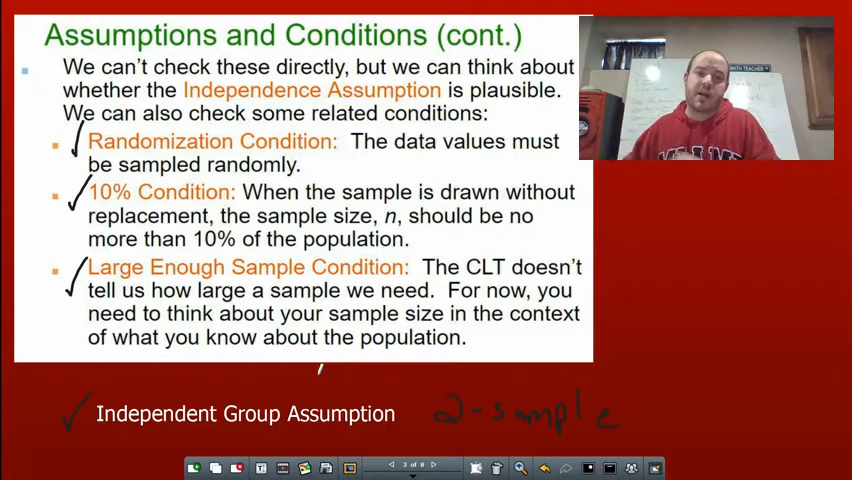 Assumptions and Conditions (cont.)
We can't check these directly, but we can think about
whether the Independence Assumption is plausible.
We can also check some related conditions:
Randomization Condition: The data values must
be sampled randomly.
10% Condition: When the sample is drawn without
replacement, the sample size, n, should be no
more than 10% of the population.
Large Enough Sample Condition: The CLT doesn't
tell us how large a sample we need. For now, you
need to think about your sample size in the context
of what you know about the population.
Independent Group Assumption 2-sample
MATH TEACHER
3 of 8